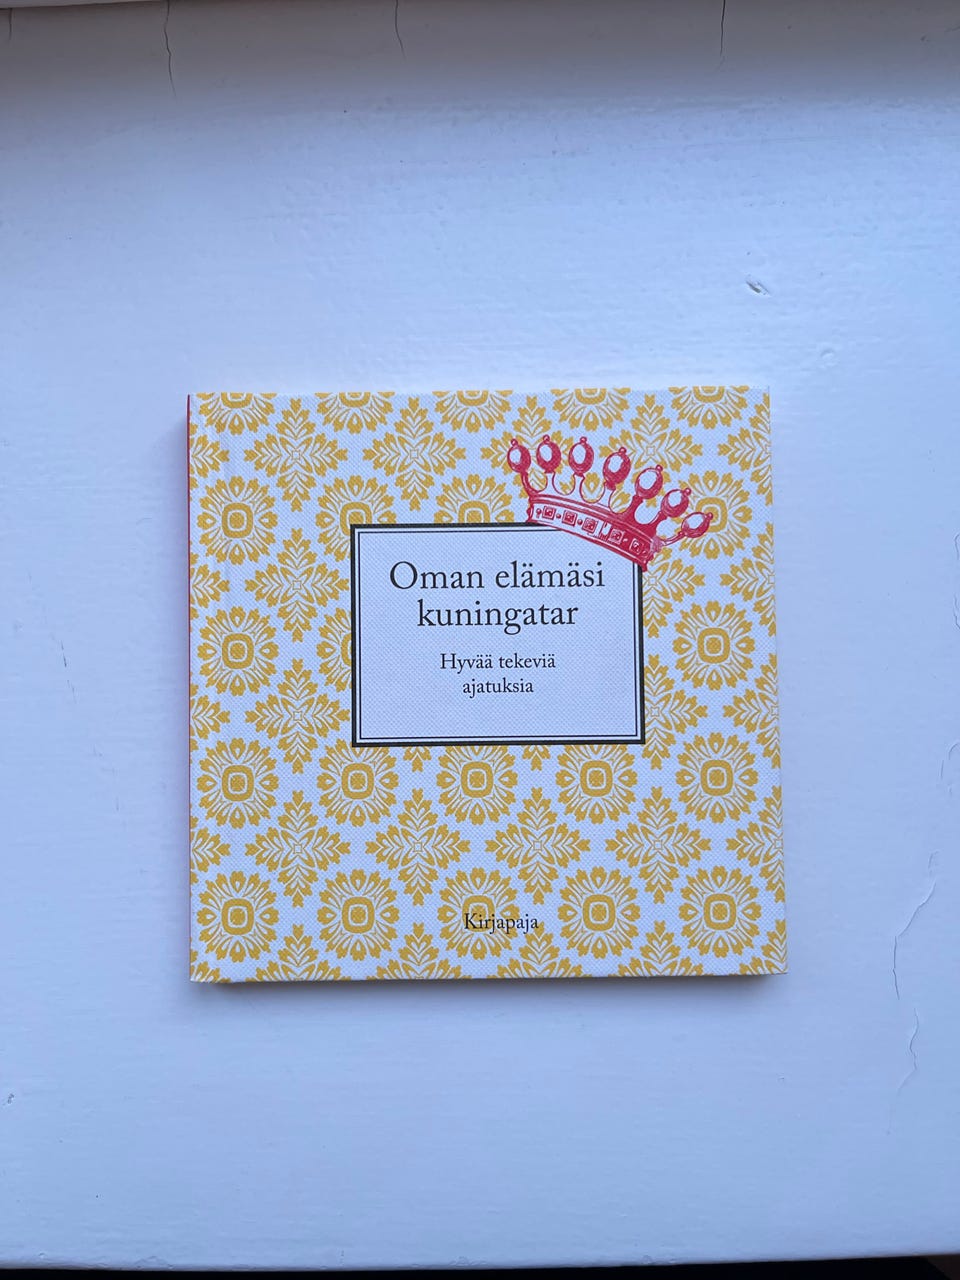 Oman elämäsi
kuningatar
Hyvää tekeviä
ajatuksia
Kirjapaja